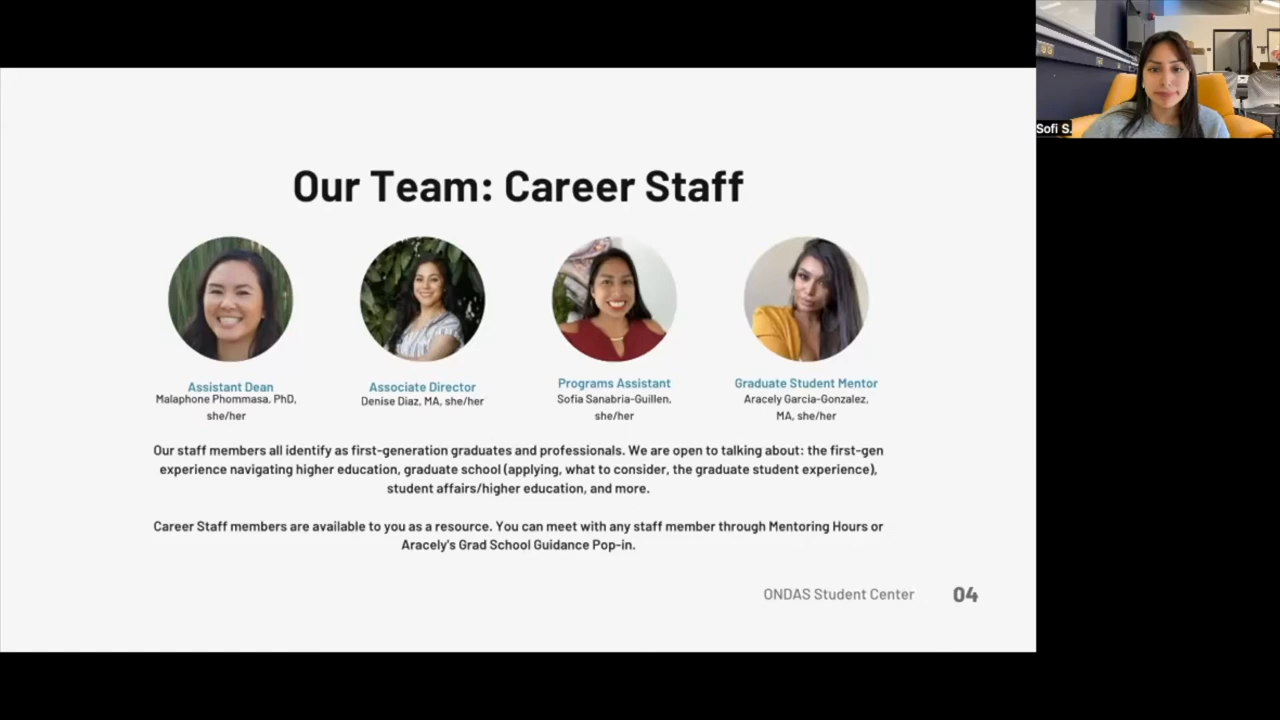 Sofi S.
Our Team: Career Staff
Assistant Dean
Malaphone Phommasa, PhD,
she/her
Associate Director
Denise Diaz, MA, she/her
Programs Assistant
Sofia Sanabria-Guillen,
she/her
Graduate Student Mentor
Aracely Garcia-Gonzalez,
MA, she/her
Our staff members all identify as first-generation graduates and professionals. We are open to talking about: the first-gen
experience navigating higher education, graduate school (applying, what to consider, the graduate student experience),
student affairs/higher education, and more.
Career Staff members are available to you as a resource. You can meet with any staff member through Mentoring Hours or
Aracely's Grad School Guidance Pop-in.
ONDAS Student Center
04